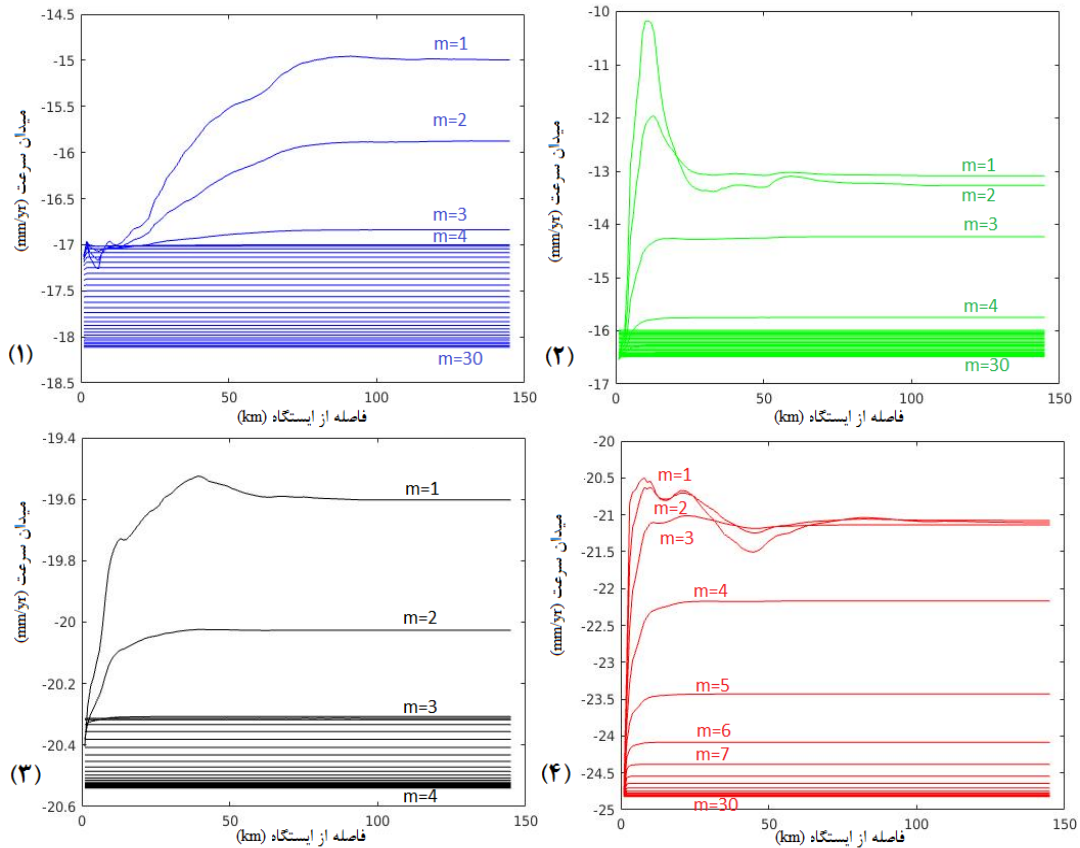 -14.5
-15
-15.5
-16
-16.5
-17
-17.5
-18
-18.5
0
50
100
150
m=1
m=2
m=3
m=4
m=30
میدان سرعت (mm/yr)
فاصله از ایستگاه (km)
(۱)
-10
-11
-12
-13
-14
-15
-16
-17
0
50
100
150
m=1
m=2
m=3
m=4
m=30
میدان سرعت (mm/yr)
فاصله از ایستگاه (km)
(۲)
-19.4
-19.6
-19.8
-20
-20.2
-20.4
-20.6
0
50
100
150
m=1
m=2
m=3
m=4
میدان سرعت (mm/yr)
فاصله از ایستگاه (km)
(۳)
-20
-20.5
-21
-21.5
-22
-22.5
-23
-23.5
-24
-24.5
-25
0
50
100
150
m=1
m=2
m=3
m=4
m=5
m=6
m=7
m=30
میدان سرعت (mm/yr)
فاصله از ایستگاه (km)
(۴)